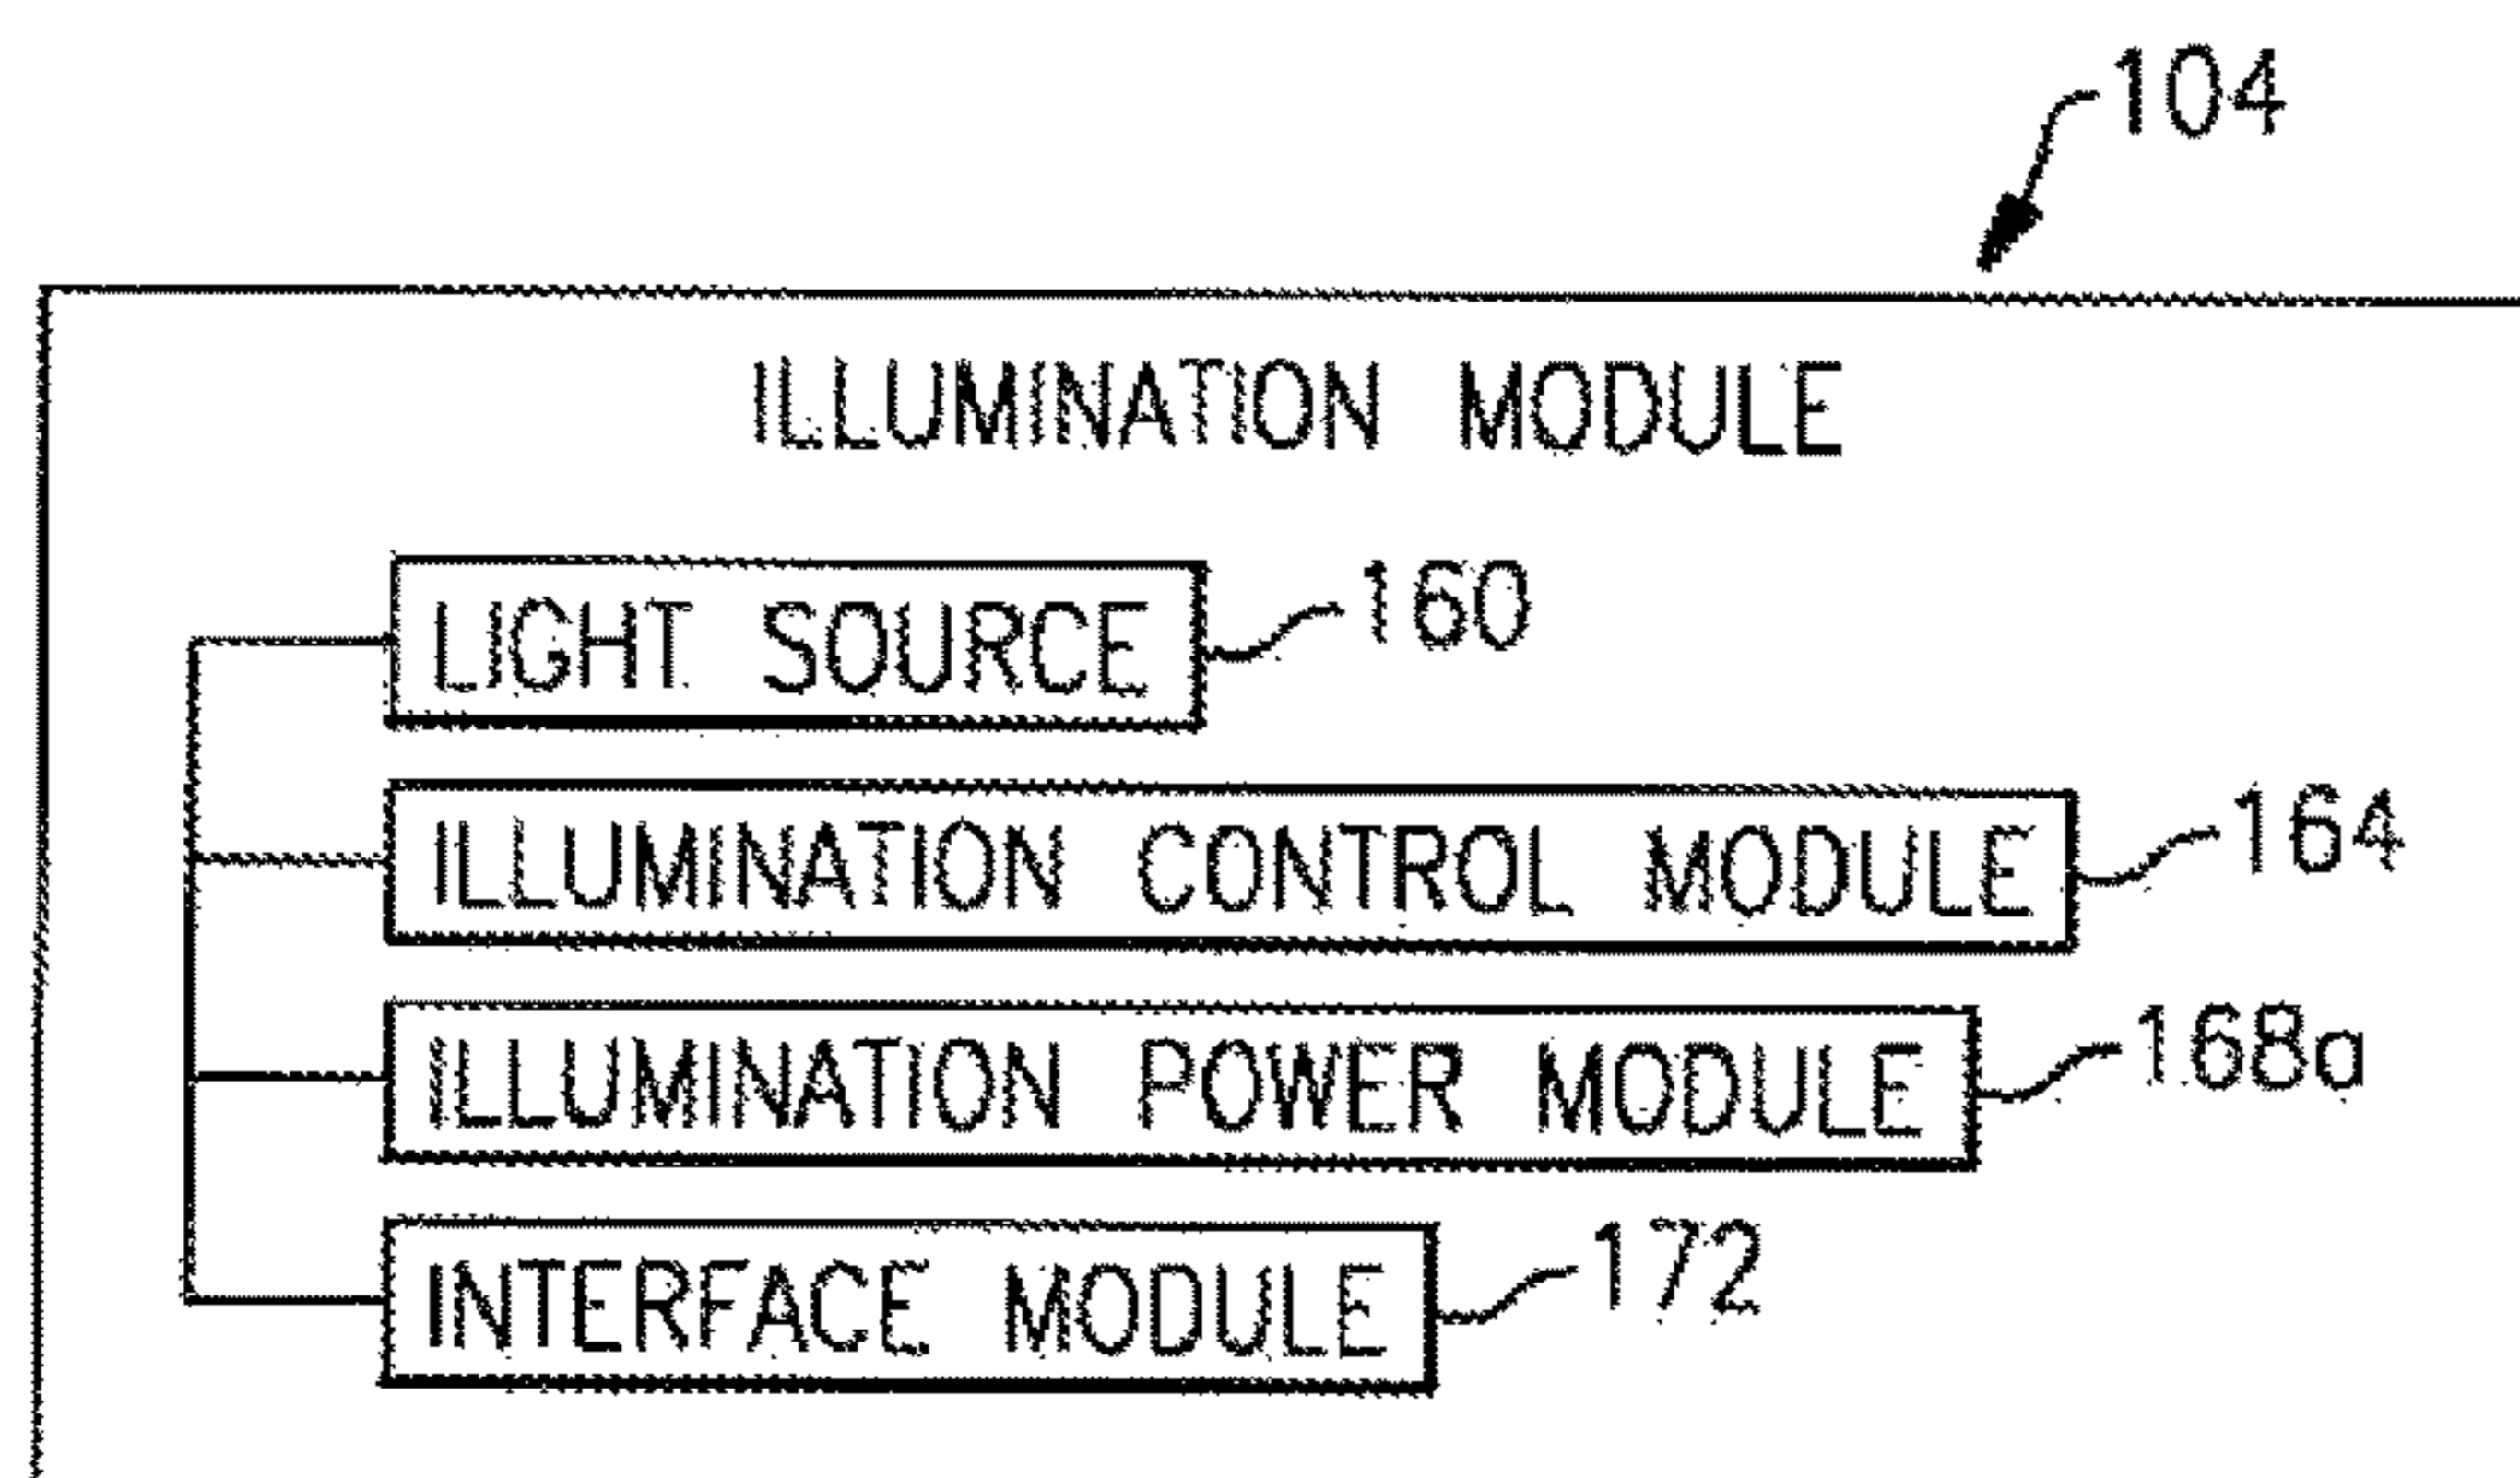 104
ILLUMINATION MODULE
LIGHT SOURCE 160
ILLUMINATION CONTROL MODULE 164
ILLUMINATION POWER MODULE 168a
INTERFACE MODULE 172